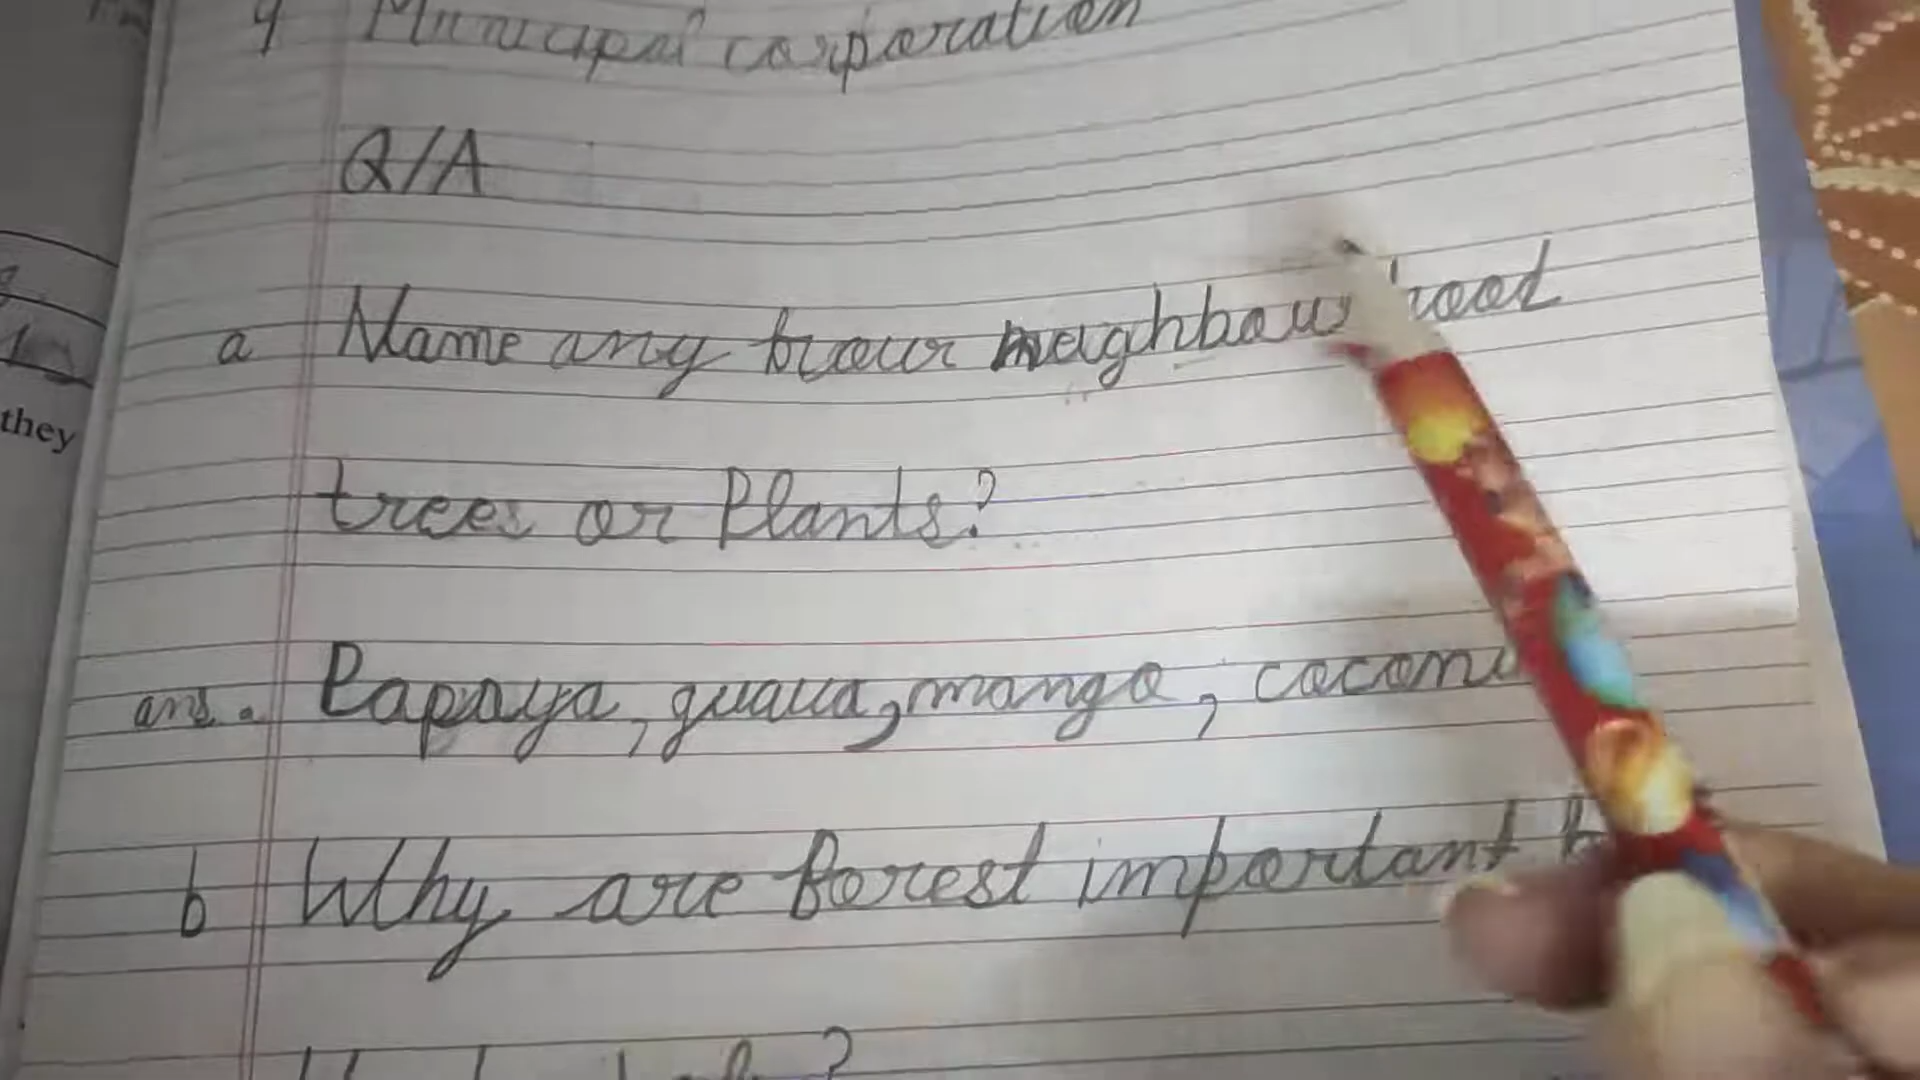 4 Municipal corporation
Q/A
a Name any four neighbourhood
trees or Plants?
ans. Papaya, guava, mango,
b Why are forest important
they